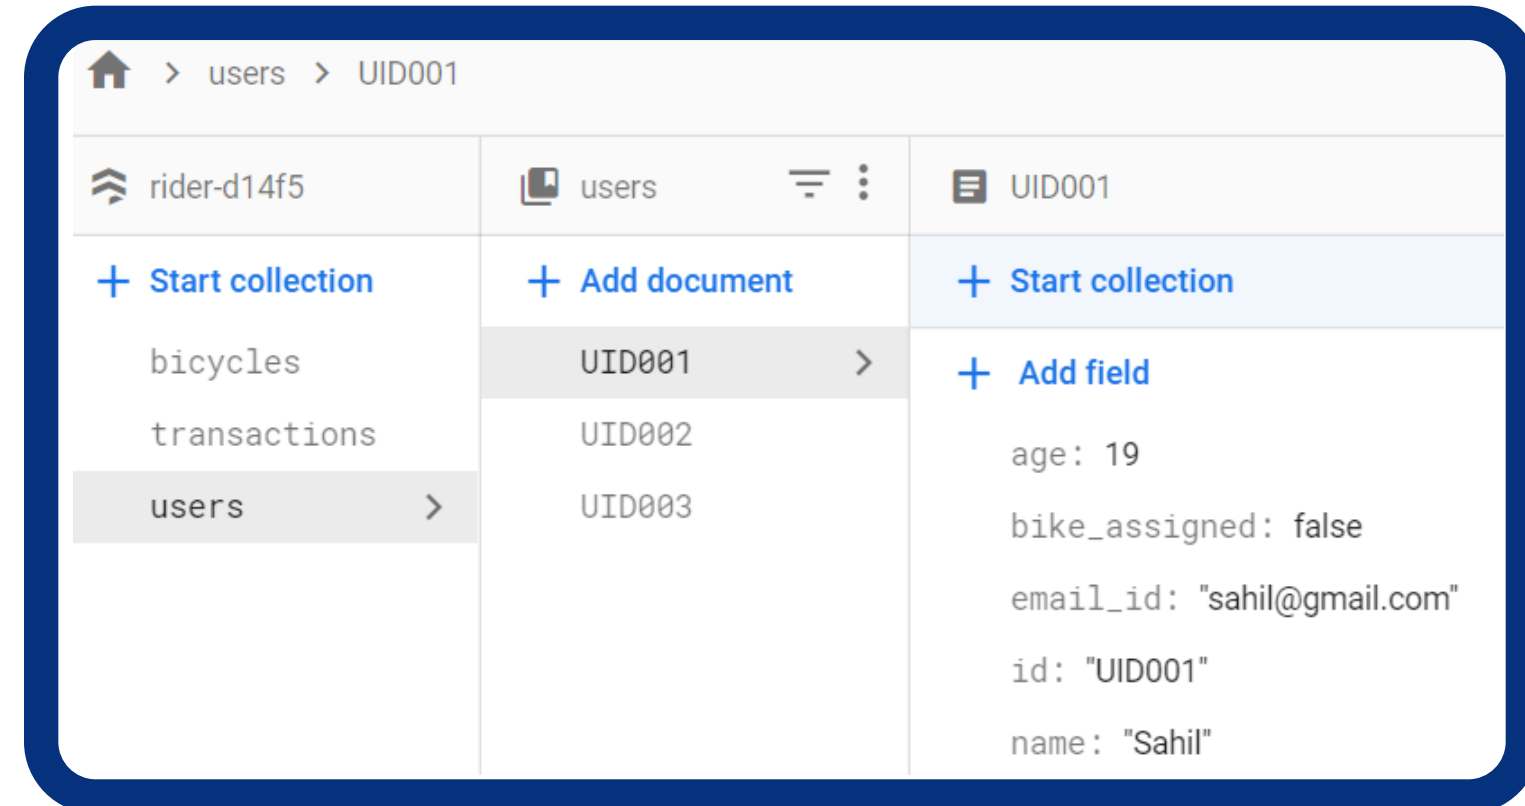 users > UID001
rider-d14f5
users
UID001
+ Start collection
+ Add document
+ Start collection
bicycles
transactions
users
UID001
UID002
UID003
+ Add field
age: 19
bike_assigned: false
email_id: "sahil@gmail.com"
id: "UID001"
name: "Sahil"